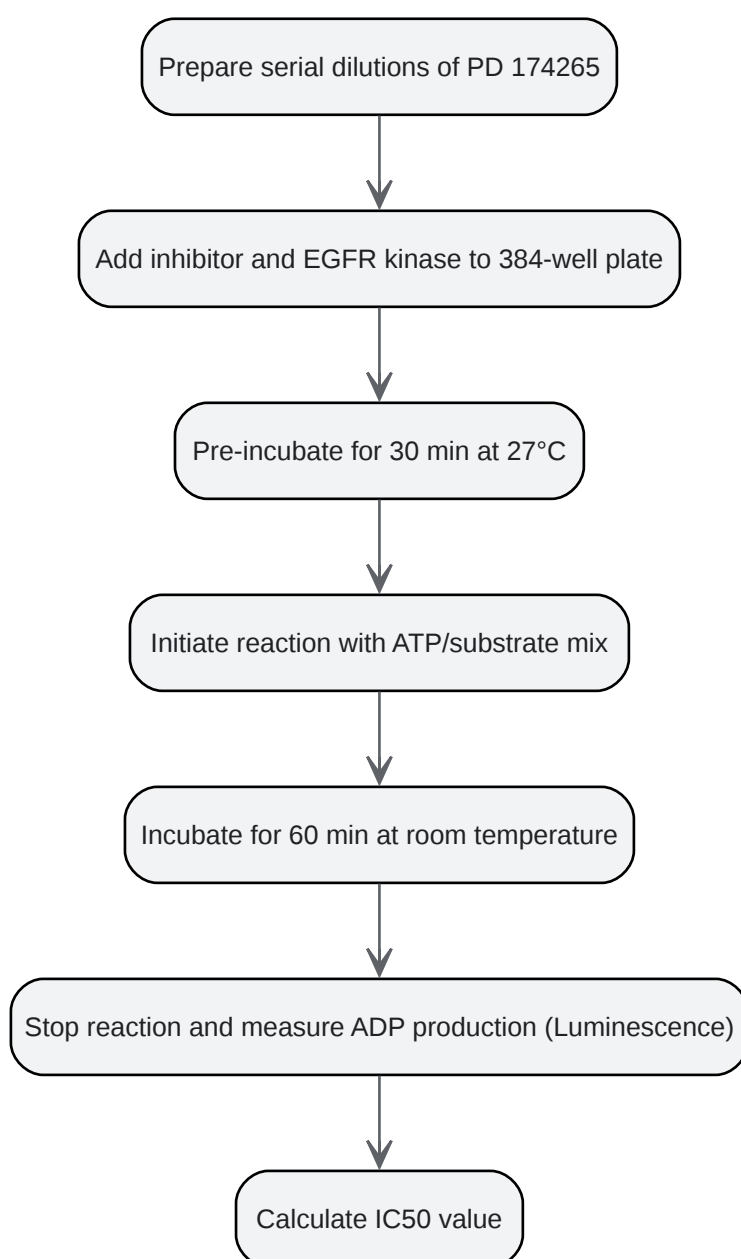 Prepare serial dilutions of PD 174265
Add inhibitor and EGFR kinase to 384-well plate
Pre-incubate for 30 min at 27°C
Initiate reaction with ATP/substrate mix
Incubate for 60 min at room temperature
Stop reaction and measure ADP production (Luminescence)
Calculate IC50 value